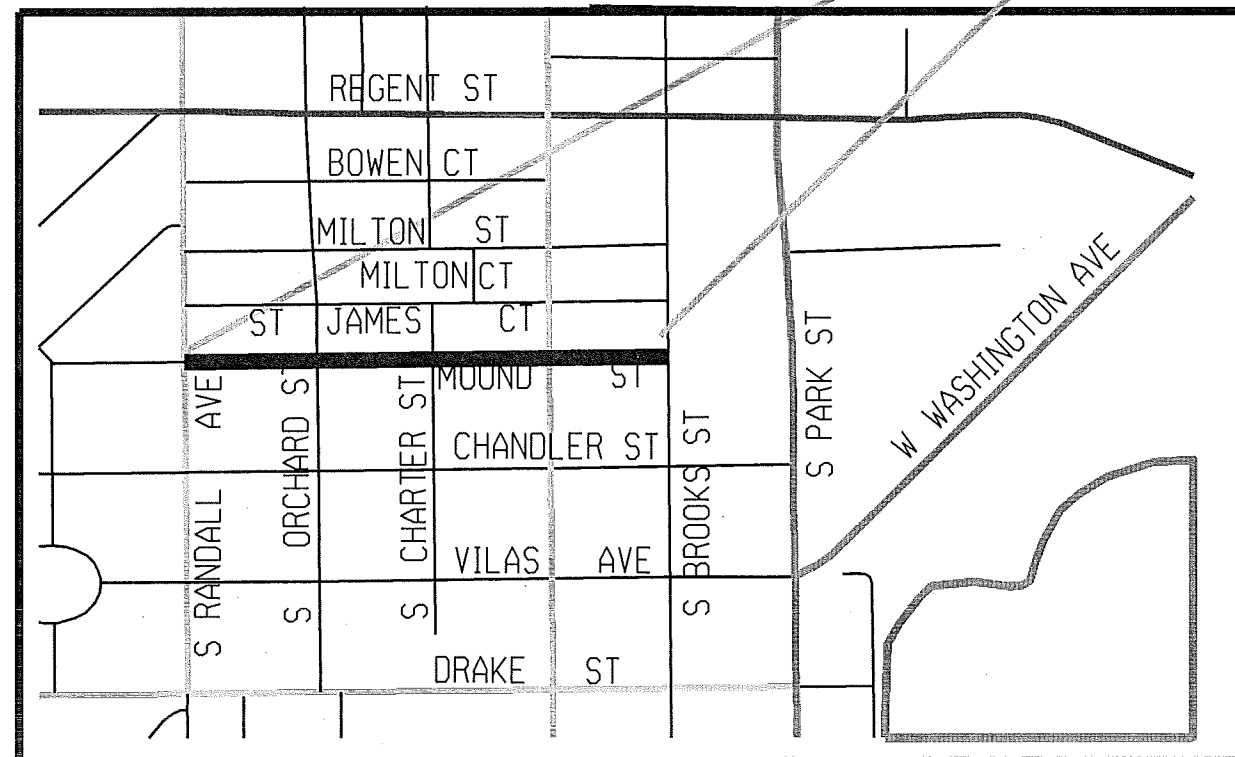 REGENT ST
BOWEN CT
MILTON ST
MILTON CT
ST JAMES CT
MOUND ST
CHANDLER ST
VILAS AVE
DRAKE ST
S RANDALL AVE
S ORCHARD ST
S CHARTER ST
S BROOKS ST
S PARK ST
W WASHINGTON AVE